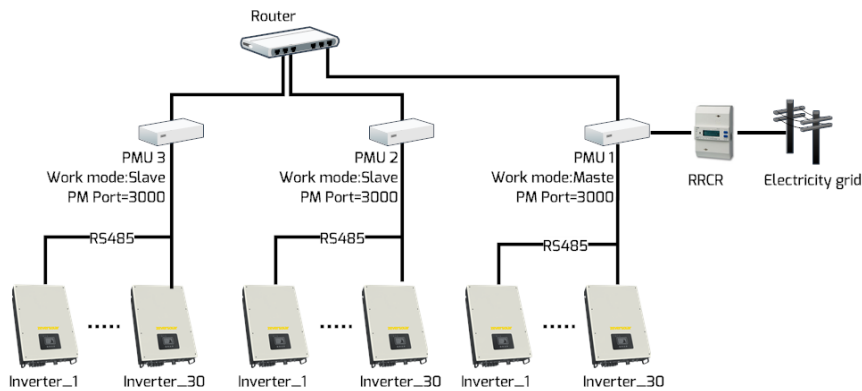 Router
PMU 3
Work mode:Slave
PM Port=3000
PMU 2
Work mode:Slave
PM Port=3000
PMU 1
Work mode:Maste
PM Port=3000
RRCR
Electricity grid
RS485
RS485
RS485
Inverter_1
Inverter_30
Inverter_1
Inverter_30
Inverter_1
Inverter_30